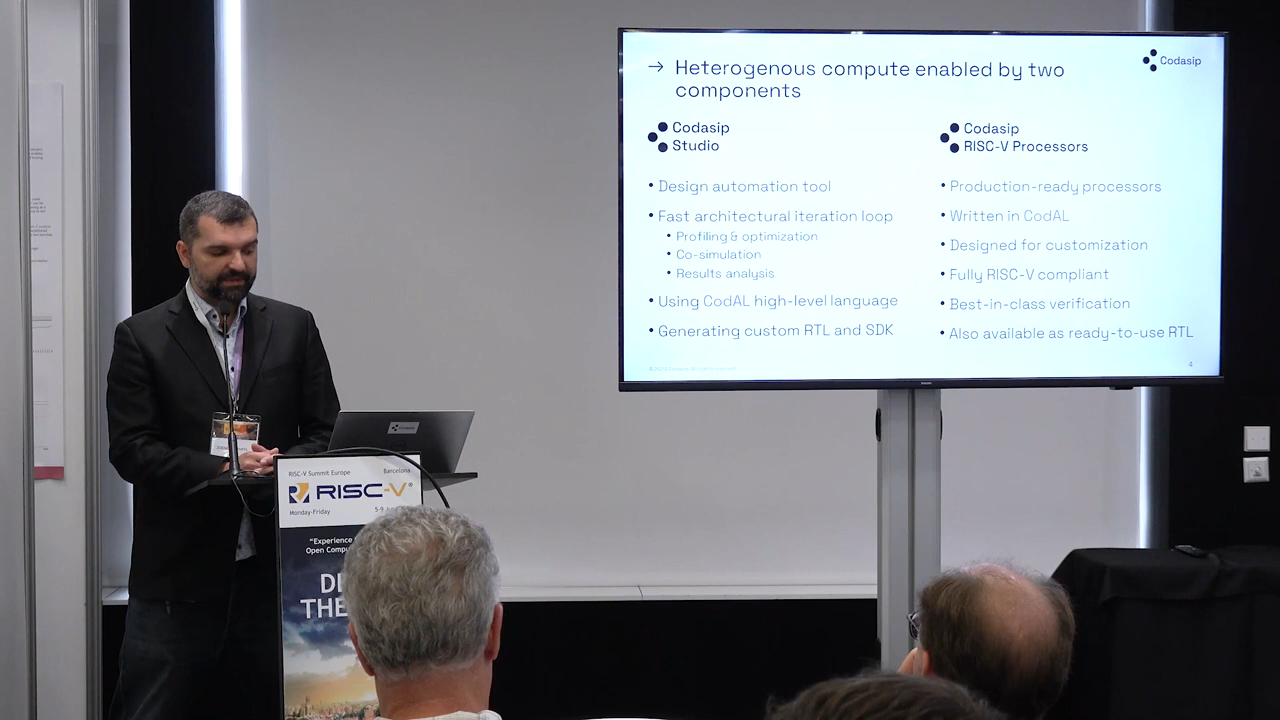 → Heterogenous compute enabled by two
components
Codasip
Codasip
Studio
• Design automation tool
• Fast architectural iteration loop
• Profiling & optimization
• Co-simulation
• Results analysis
• Using CodAL high-level language
• Generating custom RTL and SDK
Codasip
RISC-V Processors
• Production-ready processors
• Written in CodAL
• Designed for customization
• Fully RISC-V compliant
• Best-in-class verification
• Also available as ready-to-use RTL
4
RISC-V Summit Europe
Barcelona
RISC-V®
Monday-Friday
5-9
"Experience
Open
THE